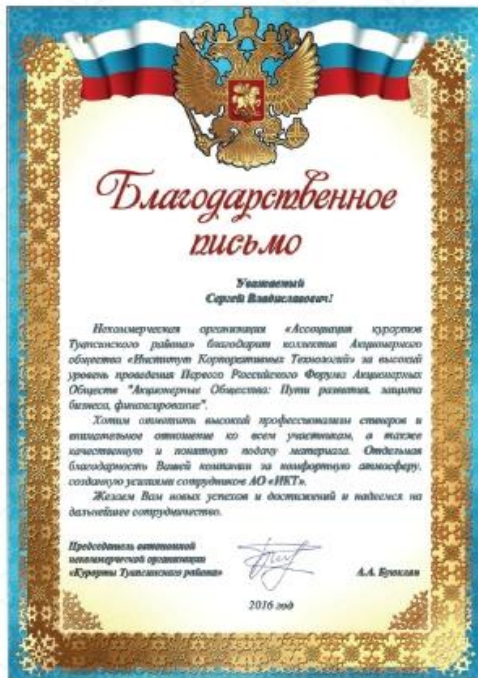 Благодарственное
письмо
Уважаемый
Сергей Владиславович!
Некоммерческая организация «Ассоциация курортов
Туапсинского района» благодарит коллектив Акционерного
общества «Институт Корпоративных Технологий» за высокий
уровень проведения Первого Российского Форума Акционерных
Обществ "Акционерные Общества: Пути развития, защита
бизнеса, финансирование".
Хотим отметить высокий профессионализм спикеров и
внимательное отношение ко всем участникам, а также
качественную и понятную подачу материала. Отдельная
благодарность Вашей компании за комфортную атмосферу,
созданную усилиями сотрудников АО «ИКТ».
Желаем Вам новых успехов и достижений и надеемся на
дальнейшее сотрудничество.
Председатель автономной
некоммерческой организации
«Курорты Туапсинского района»
А.А.
2016 год